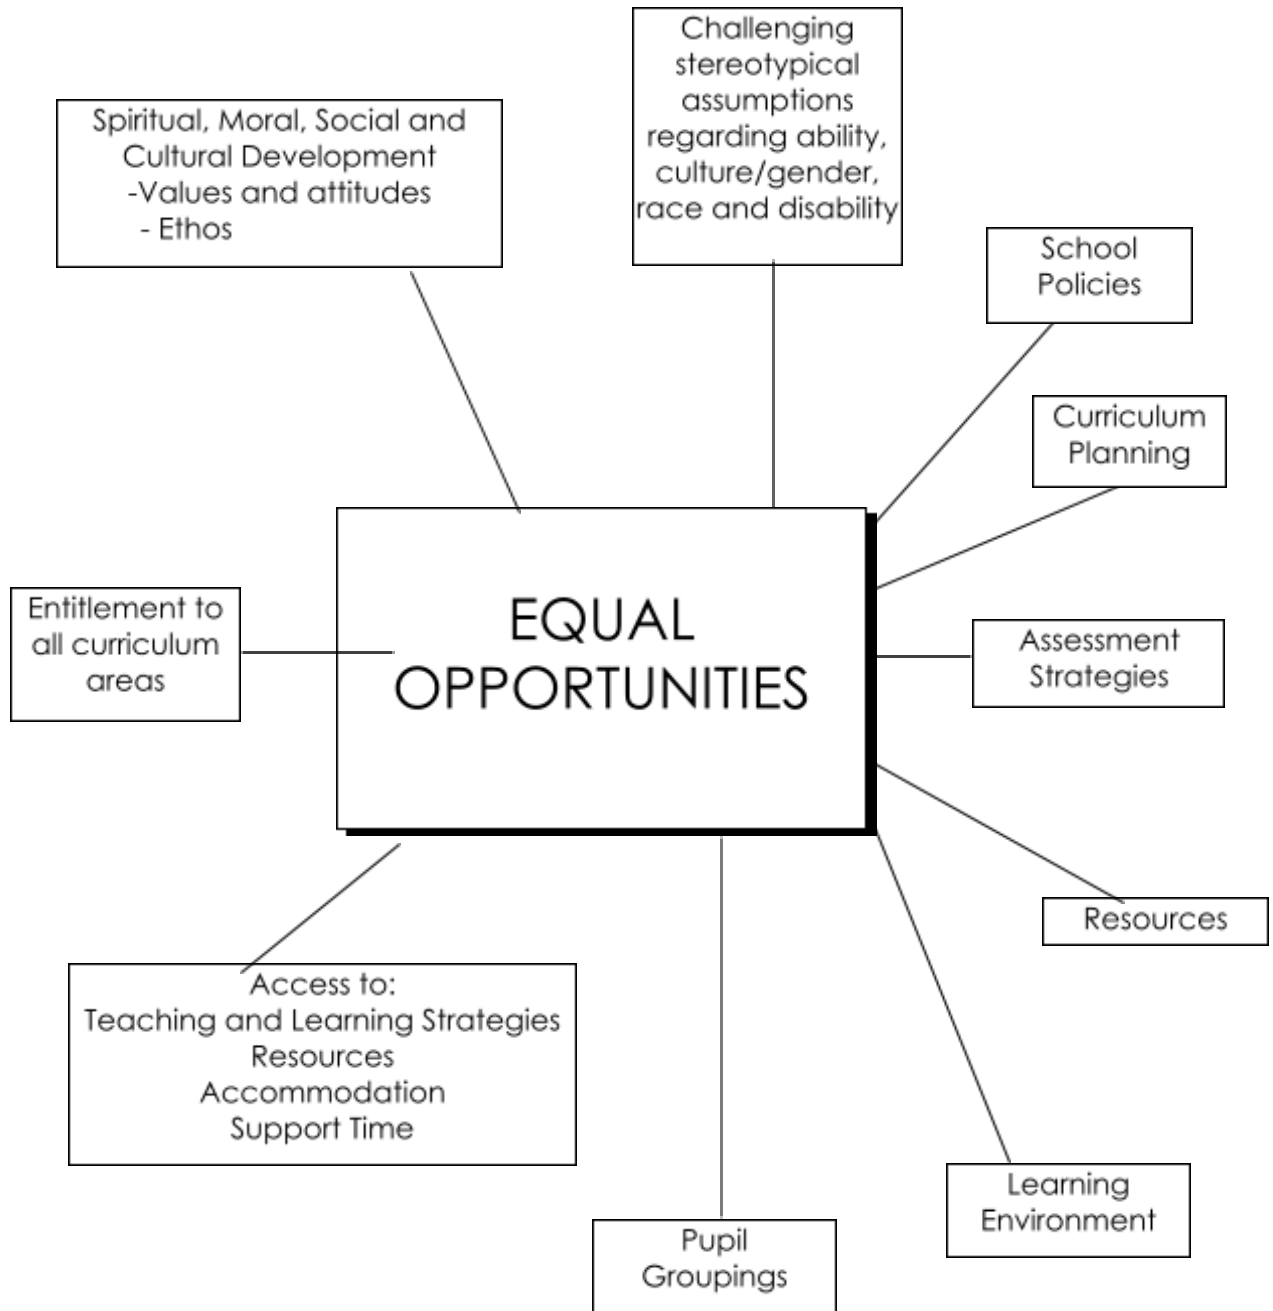 Challenging
stereotypical
assumptions
regarding ability,
culture/gender,
race and disability
Spiritual, Moral, Social and
Cultural Development
-Values and attitudes
- Ethos
School
Policies
Curriculum
Planning
EQUAL
OPPORTUNITIES
Entitlement to
all curriculum
areas
Assessment
Strategies
Resources
Access to:
Teaching and Learning Strategies
Resources
Accommodation
Support Time
Learning
Environment
Pupil
Groupings